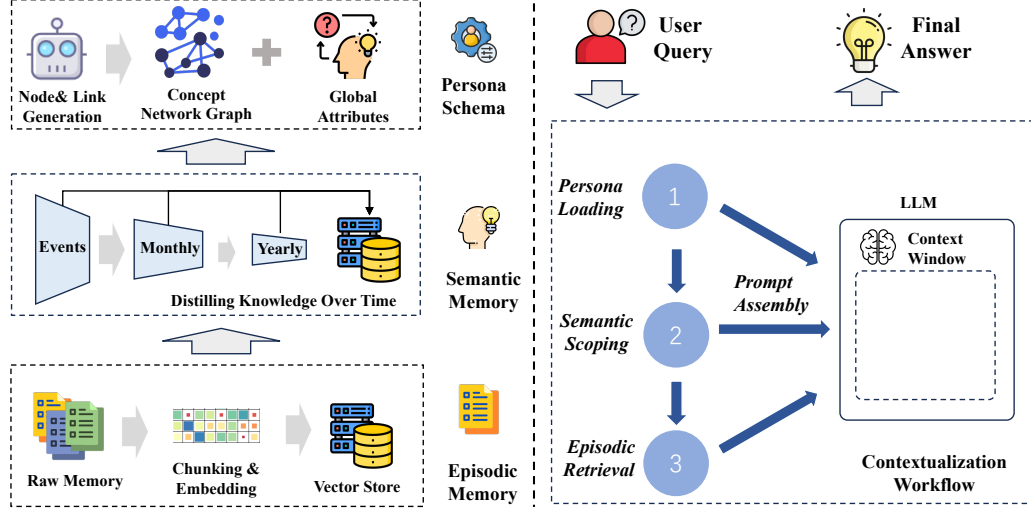 Node& Link
Generation
Concept
Network Graph
?
Global
Attributes
Persona
Schema
Events
Monthly
Yearly
Distilling Knowledge Over Time
Semantic
Memory
Raw Memory
Chunking &
Embedding
Vector Store
Episodic
Memory
?
User
Query
Final
Answer
Persona
Loading
1
Semantic
Scoping
2
Episodic
Retrieval
3
Prompt
Assembly
LLM
Context
Window
Contextualization
Workflow